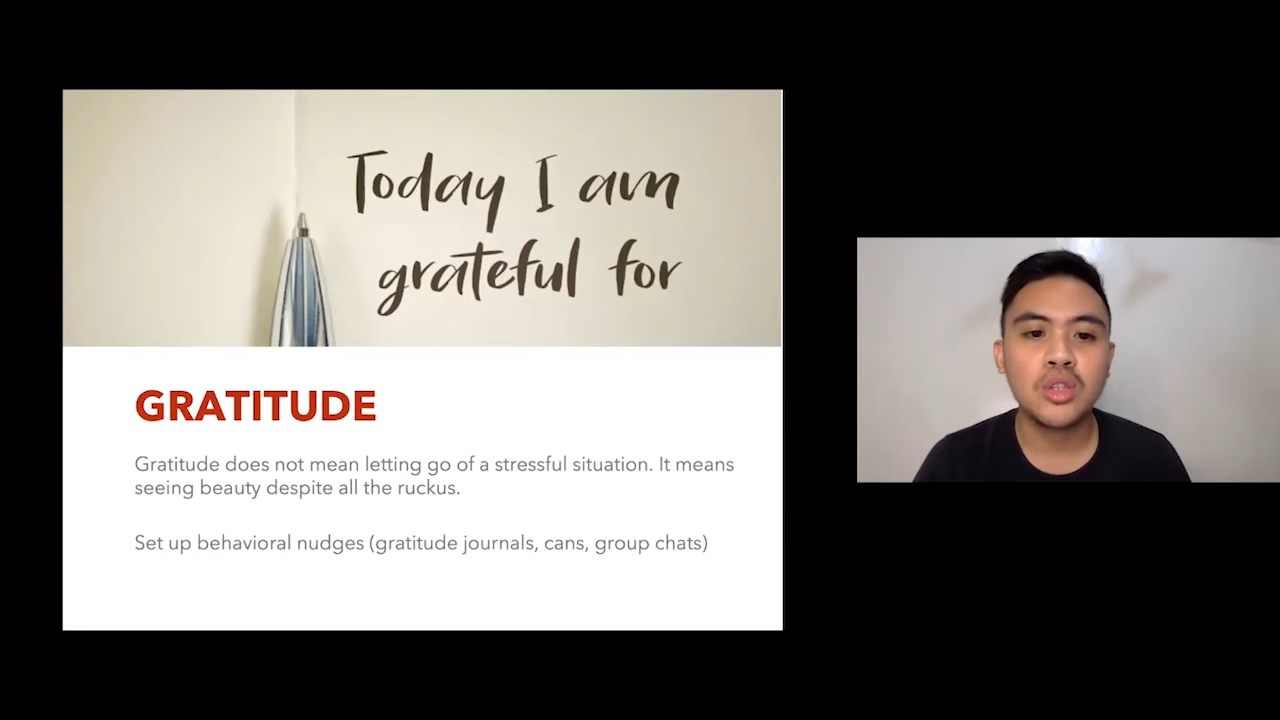 Today I am
grateful for
GRATITUDE
Gratitude does not mean letting go of a stressful situation. It means
seeing beauty despite all the ruckus.
Set up behavioral nudges (gratitude journals, cans, group chats)